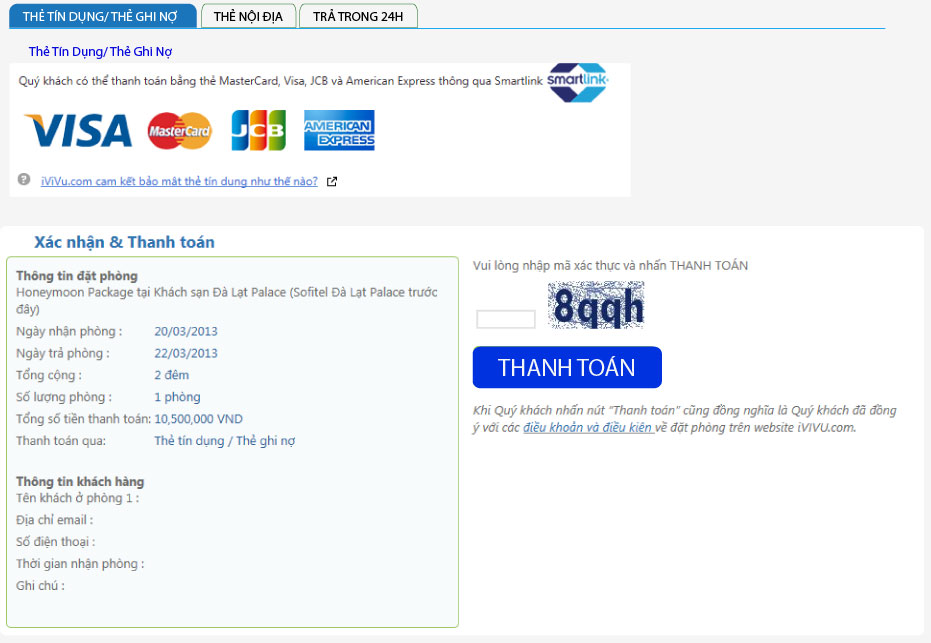 THẺ TÍN DỤNG/ THẺ GHI NỢ
THẺ NỘI ĐỊA
TRẢ TRONG 24H
Thẻ Tín Dụng/ Thẻ Ghi Nợ
Quý khách có thể thanh toán bằng thẻ MasterCard, Visa, JCB và American Express thông qua Smartlink
smartlink
VISA
MasterCard
JCB
AMERICAN
EXPRESS
iViVu.com cam kết bảo mật thẻ tín dụng như thế nào?
Xác nhận & Thanh toán
Thông tin đặt phòng
Honeymoon Package tại Khách sạn Đà Lạt Palace (Sofitel Đà Lạt Palace trước
đây)
Ngày nhận phòng : 20/03/2013
Ngày trả phòng : 22/03/2013
Tổng cộng : 2 đêm
Số lượng phòng : 1 phòng
Tổng số tiền thanh toán: 10,500,000 VND
Thanh toán qua: Thẻ tín dụng / Thẻ ghi nợ
Thông tin khách hàng
Tên khách ở phòng 1 :
Địa chỉ email :
Số điện thoại :
Thời gian nhận phòng :
Ghi chú :
Vui lòng nhập mã xác thực và nhấn THANH TOÁN
8qqh
THANH TOÁN
Khi Quý khách nhấn nút "Thanh toán" cũng đồng nghĩa là Quý khách đã đồng
ý với các điều khoản và điều kiện về đặt phòng trên website iVIVU.com.